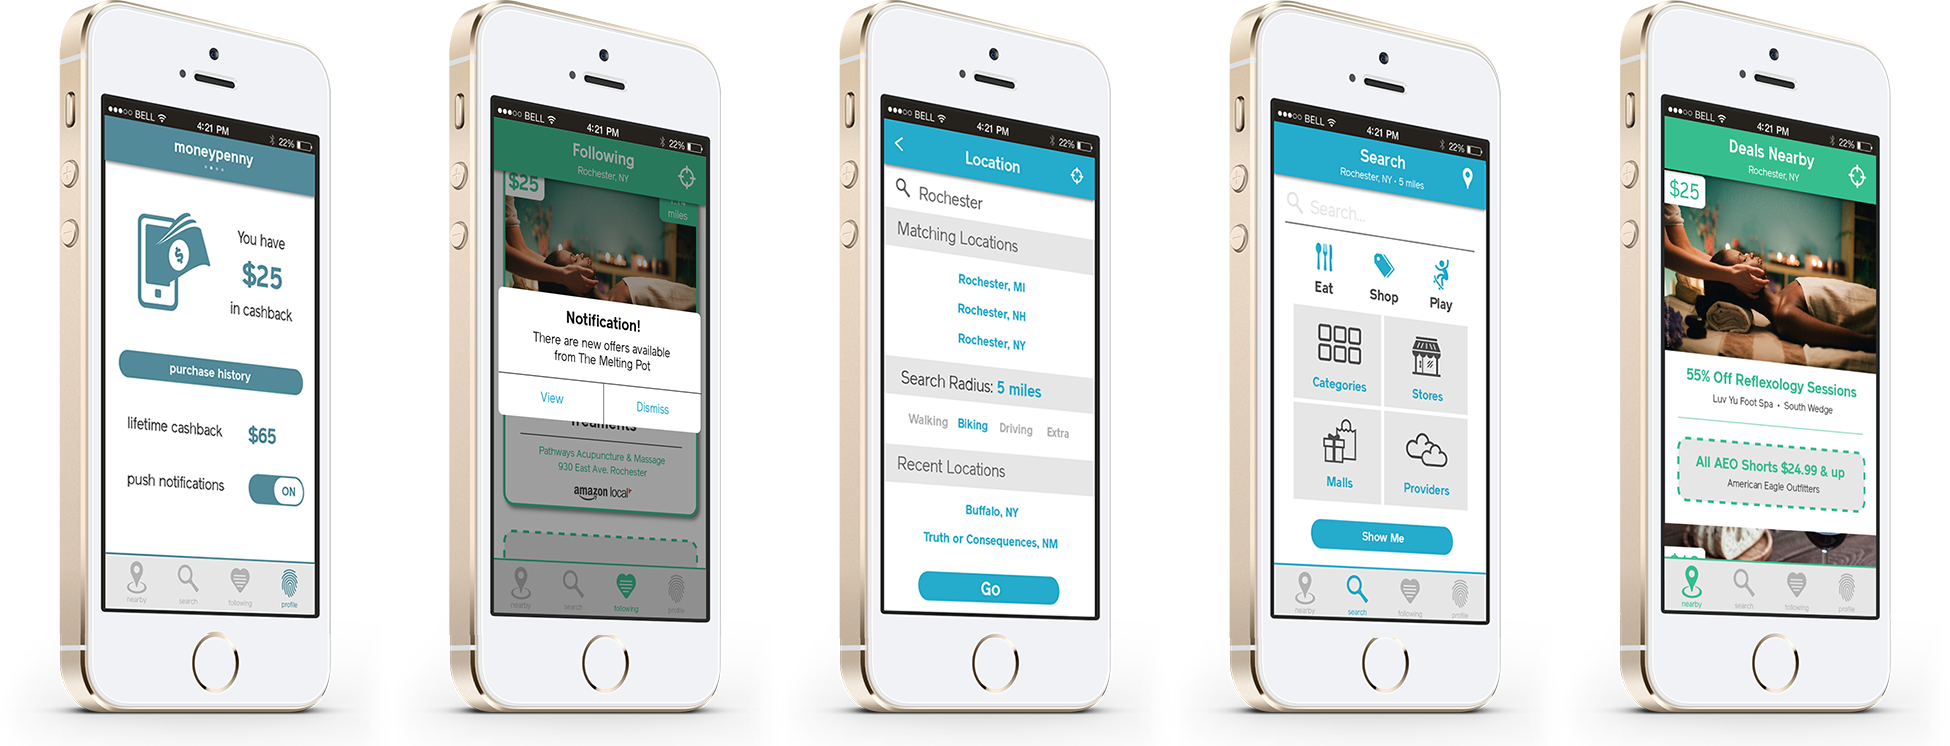 BELL
4:21 PM
22%
moneypenny
You have
$25
in cashback
purchase history
lifetime cashback $65
push notifications ON
nearby search following profile
BELL
4:21 PM
22%
Following
Rochester, NY
$25
miles
Notification!
There are new offers available
from The Melting Pot
View Dismiss
Treatments
Pathways Acupuncture & Massage
930 East Ave. Rochester
amazon local
nearby search following profile
BELL
4:21 PM
22%
Location
Rochester
Matching Locations
Rochester, MI
Rochester, NH
Rochester, NY
Search Radius: 5 miles
Walking Biking Driving Extra
Recent Locations
Buffalo, NY
Truth or Consequences, NM
Go
BELL
4:21 PM
22%
Search
Rochester, NY • 5 miles
Search...
Eat Shop Play
Categories Stores
Malls Providers
Show Me
nearby search following profile
BELL
4:21 PM
22%
Deals Nearby
Rochester, NY
$25
55% Off Reflexology Sessions
Luv Yu Foot Spa • South Wedge
All AEO Shorts $24.99 & up
American Eagle Outfitters
nearby search following profile